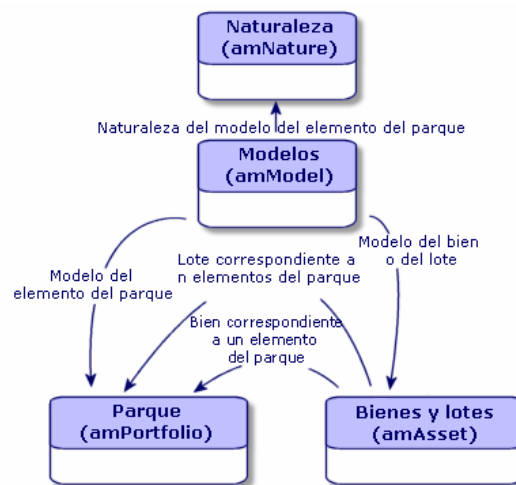 Naturaleza
(amNature)
Naturaleza del modelo del elemento del parque
Modelos
(amModel)
Modelo del bien
o del lote
Lote correspondiente a
n elementos del parque
Modelo del
elemento del parque
Bien correspondiente
a un elemento
del parque
Parque
(amPortfolio)
Bienes y lotes
(amAsset)